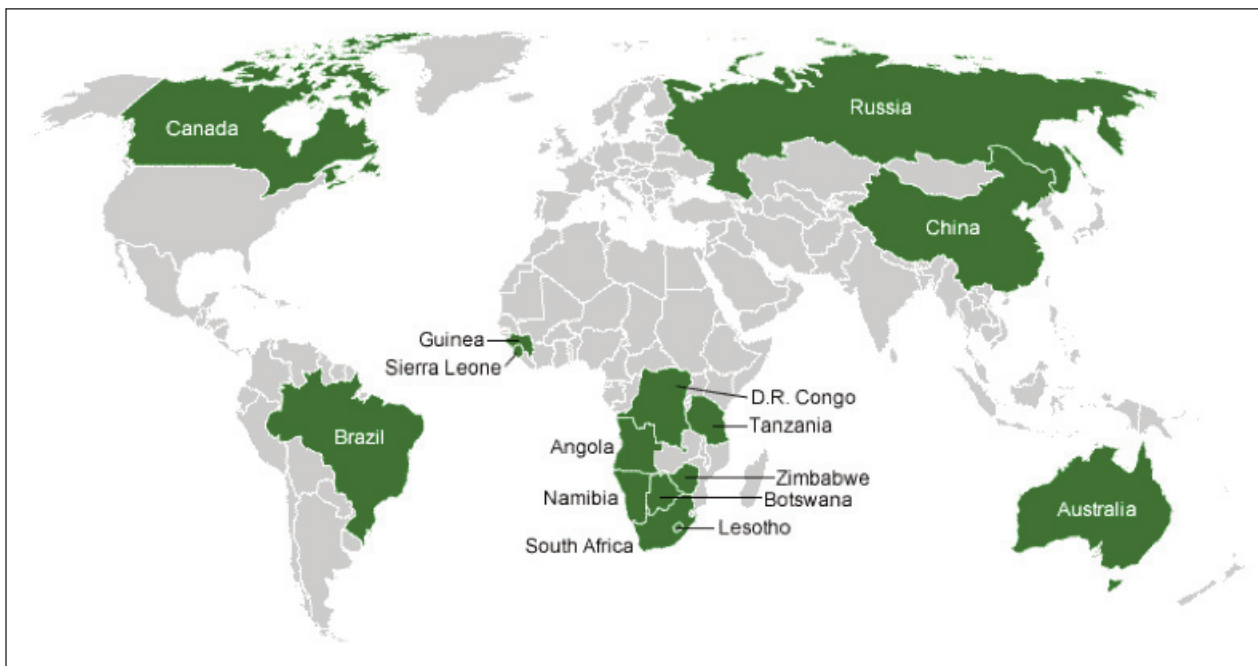 Russia
Canada
China
Guinea
Sierra Leone
D.R. Congo
Tanzania
Brazil
Angola
Zimbabwe
Namibia
Botswana
Australia
Lesotho
South Africa